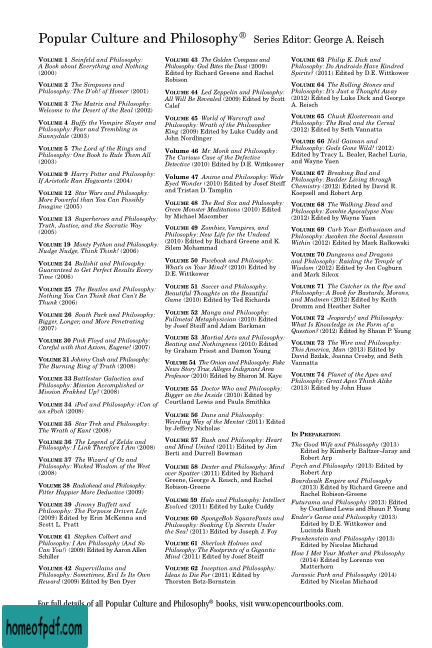 Popular Culture and Philosophy® Series Editor: George A. Reisch
VOLUME 1 Seinfeld and Philosophy:
A Book about Everything and Nothing
(2000)
VOLUME 2 The Simpsons and
Philosophy: The D'oh! of Homer (2001)
VOLUME 3 The Matrix and Philosophy:
Welcome to the Desert of the Real (2002)
VOLUME 4 Buffy the Vampire Slayer and
Philosophy: Fear and Trembling in
Sunnydale (2003)
VOLUME 5 The Lord of the Rings and
Philosophy: One Book to Rule Them All
(2003)
VOLUME 9 Harry Potter and Philosophy:
If Aristotle Ran Hogwarts (2004)
VOLUME 12 Star Wars and Philosophy:
More Powerful than You Can Possibly
Imagine (2005)
VOLUME 13 Superheroes and Philosophy:
Truth, Justice, and the Socratic Way
(2005)
VOLUME 19 Monty Python and Philosophy:
Nudge Nudge, Think Think! (2006)
VOLUME 24 Bullshit and Philosophy:
Guaranteed to Get Perfect Results Every
Time (2006)
VOLUME 25 The Beatles and Philosophy:
Nothing You Can Think that Can't Be
Thunk (2006)
VOLUME 26 South Park and Philosophy:
Bigger, Longer, and More Penetrating
(2007)
VOLUME 30 Pink Floyd and Philosophy:
Careful with that Axiom, Eugene! (2007)
VOLUME 31 Johnny Cash and Philosophy:
The Burning Ring of Truth (2008)
VOLUME 33 Battlestar Galactica and
Philosophy: Mission Accomplished or
Mission Frakked Up? (2008)
VOLUME 34 iPod and Philosophy: iCon of
an ePoch (2008)
VOLUME 35 Star Trek and Philosophy:
The Wrath of Kant (2008)
VOLUME 36 The Legend of Zelda and
Philosophy: I Link Therefore I Am (2008)
VOLUME 37 The Wizard of Oz and
Philosophy: Wicked Wisdom of the West
(2008)
VOLUME 38 Radiohead and Philosophy:
Fitter Happier More Deductive (2009)
VOLUME 39 Jimmy Buffett and
Philosophy: The Porpoise Driven Life
(2009) Edited by Erin McKenna and
Scott L. Pratt
VOLUME 41 Stephen Colbert and
Philosophy: I Am Philosophy (And So
Can You!) (2009) Edited by Aaron Allen
Schiller
VOLUME 42 Supervillains and
Philosophy: Sometimes, Evil Is Its Own
Reward (2009) Edited by Ben Dyer
VOLUME 43 The Golden Compass and
Philosophy: God Bites the Dust (2009)
Edited by Richard Greene and Rachel
Robison
VOLUME 44 Led Zeppelin and Philosophy:
All Will Be Revealed (2009) Edited by Scott
Calef
VOLUME 45 World of Warcraft and
Philosophy: Wrath of the Philosopher
King (2009) Edited by Luke Cuddy and
John Nordlinger
Volume 46 Mr. Monk and Philosophy:
The Curious Case of the Defective
Detective (2010) Edited by D.E. Wittkower
Volume 47 Anime and Philosophy: Wide
Eyed Wonder (2010) Edited by Josef Steiff
and Tristan D. Tamplin
VOLUME 48 The Red Sox and Philosophy:
Green Monster Meditations (2010) Edited
by Michael Macomber
VOLUME 49 Zombies, Vampires, and
Philosophy: New Life for the Undead
(2010) Edited by Richard Greene and K.
Silem Mohammad
VOLUME 50 Facebook and Philosophy:
What's on Your Mind? (2010) Edited by
D.E. Wittkower
VOLUME 51 Soccer and Philosophy:
Beautiful Thoughts on the Beautiful
Game (2010) Edited by Ted Richards
VOLUME 52 Manga and Philosophy:
Fullmetal Metaphysician (2010) Edited
by Josef Steiff and Adam Barkman
VOLUME 53 Martial Arts and Philosophy:
Beating and Nothingness (2010) Edited
by Graham Priest and Damon Young
VOLUME 54 The Onion and Philosophy: Fake
News Story True, Alleges Indignant Area
Professor (2010) Edited by Sharon M. Kaye
VOLUME 55 Doctor Who and Philosophy:
Bigger on the Inside (2010) Edited by
Courtland Lewis and Paula Smithka
VOLUME 56 Dune and Philosophy:
Weirding Way of the Mentat (2011) Edited
by Jeffery Nicholas
VOLUME 57 Rush and Philosophy: Heart
and Mind United (2011) Edited by Jim
Berti and Durrell Bowman
VOLUME 58 Dexter and Philosophy: Mind
over Spatter (2011) Edited by Richard
Greene, George A. Reisch, and Rachel
Robison-Greene
VOLUME 59 Halo and Philosophy: Intellect
Evolved (2011) Edited by Luke Cuddy
VOLUME 60 SpongeBob SquarePants and
Philosophy: Soaking Up Secrets Under
the Sea! (2011) Edited by Joseph J. Foy
VOLUME 61 Sherlock Holmes and
Philosophy: The Footprints of a Gigantic
Mind (2011) Edited by Josef Steiff
VOLUME 62 Inception and Philosophy:
Ideas to Die For (2011) Edited by
Thorsten Botz-Bornstein
VOLUME 63 Philip K. Dick and
Philosophy: Do Androids Have Kindred
Spirits? (2011) Edited by D.E. Wittkower
VOLUME 64 The Rolling Stones and
Philosophy: It's Just a Thought Away
(2012) Edited by Luke Dick and George
A. Reisch
VOLUME 65 Chuck Klosterman and
Philosophy: The Real and the Cereal
(2012) Edited by Seth Vannatta
VOLUME 66 Neil Gaiman and
Philosophy: Gods Gone Wild! (2012)
Edited by Tracy L. Bealer, Rachel Luria,
and Wayne Yuen
VOLUME 67 Breaking Bad and
Philosophy: Badder Living through
Chemistry (2012) Edited by David R.
Koepsell and Robert Arp
VOLUME 68 The Walking Dead and
Philosophy: Zombie Apocalypse Now
(2012) Edited by Wayne Yuen
VOLUME 69 Curb Your Enthusiasm and
Philosophy: Awaken the Social Assassin
Within (2012) Edited by Mark Ralkowski
VOLUME 70 Dungeons and Dragons
and Philosophy: Raiding the Temple of
Wisdom (2012) Edited by Jon Cogburn
and Mark Silcox
VOLUME 71 The Catcher in the Rye and
Philosophy: A Book for Bastards, Morons,
and Madmen (2012) Edited by Keith
Dromm and Heather Salter
VOLUME 72 Jeopardy! and Philosophy:
What Is Knowledge in the Form of a
Question? (2012) Edited by Shaun P. Young
VOLUME 73 The Wire and Philosophy:
This America, Man (2013) Edited by
David Bzdak, Joanna Crosby, and Seth
Vannatta
VOLUME 74 Planet of the Apes and
Philosophy: Great Apes Think Alike
(2013) Edited by John Huss
IN PREPARATION:
The Good Wife and Philosophy (2013)
Edited by Kimberly Baltzer-Jaray and
Robert Arp
Psych and Philosophy (2013) Edited by
Robert Arp
Boardwalk Empire and Philosophy
(2013) Edited by Richard Greene and
Rachel Robison-Greene
Futurama and Philosophy (2013) Edited
by Courtland Lewis and Shaun P. Young
Ender's Game and Philosophy (2013)
Edited by D.E. Wittkower and
Lucinda Rush
Frankenstein and Philosophy (2013)
Edited by Nicolas Michaud
How I Met Your Mother and Philosophy
(2014) Edited by Lorenzo von
Matterhorn
Jurassic Park and Philosophy (2014)
Edited by Nicolas Michaud
For full details of all Popular Culture and Philosophy® books, visit www.opencourtbooks.com.
homeofpdf.com